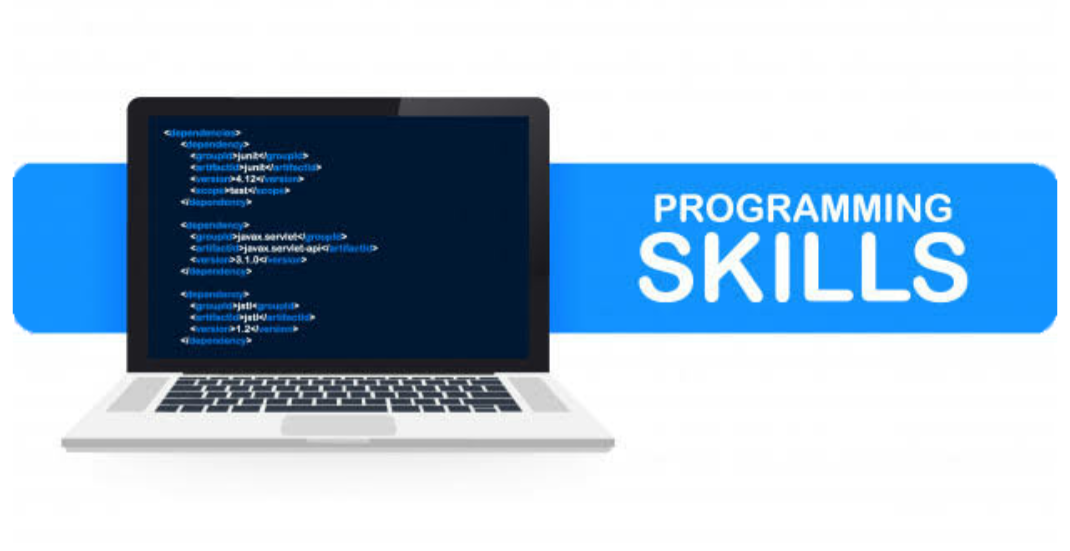 <dependencies>
<dependency>
<groupId>junit</groupId>
<artifactId>junit</artifactId>
<version>4.12</version>
<scope>test</scope>
</dependency>
<dependency>
<groupId>javax.servlet</groupId>
<artifactId>javax.servlet-api</artifactId>
<version>3.1.0</version>
</dependency>
<dependency>
<groupId>jstl<groupId>
<artifactId>jstl</artifactId>
<version>1.2</version>
</dependency>
PROGRAMMING
SKILLS